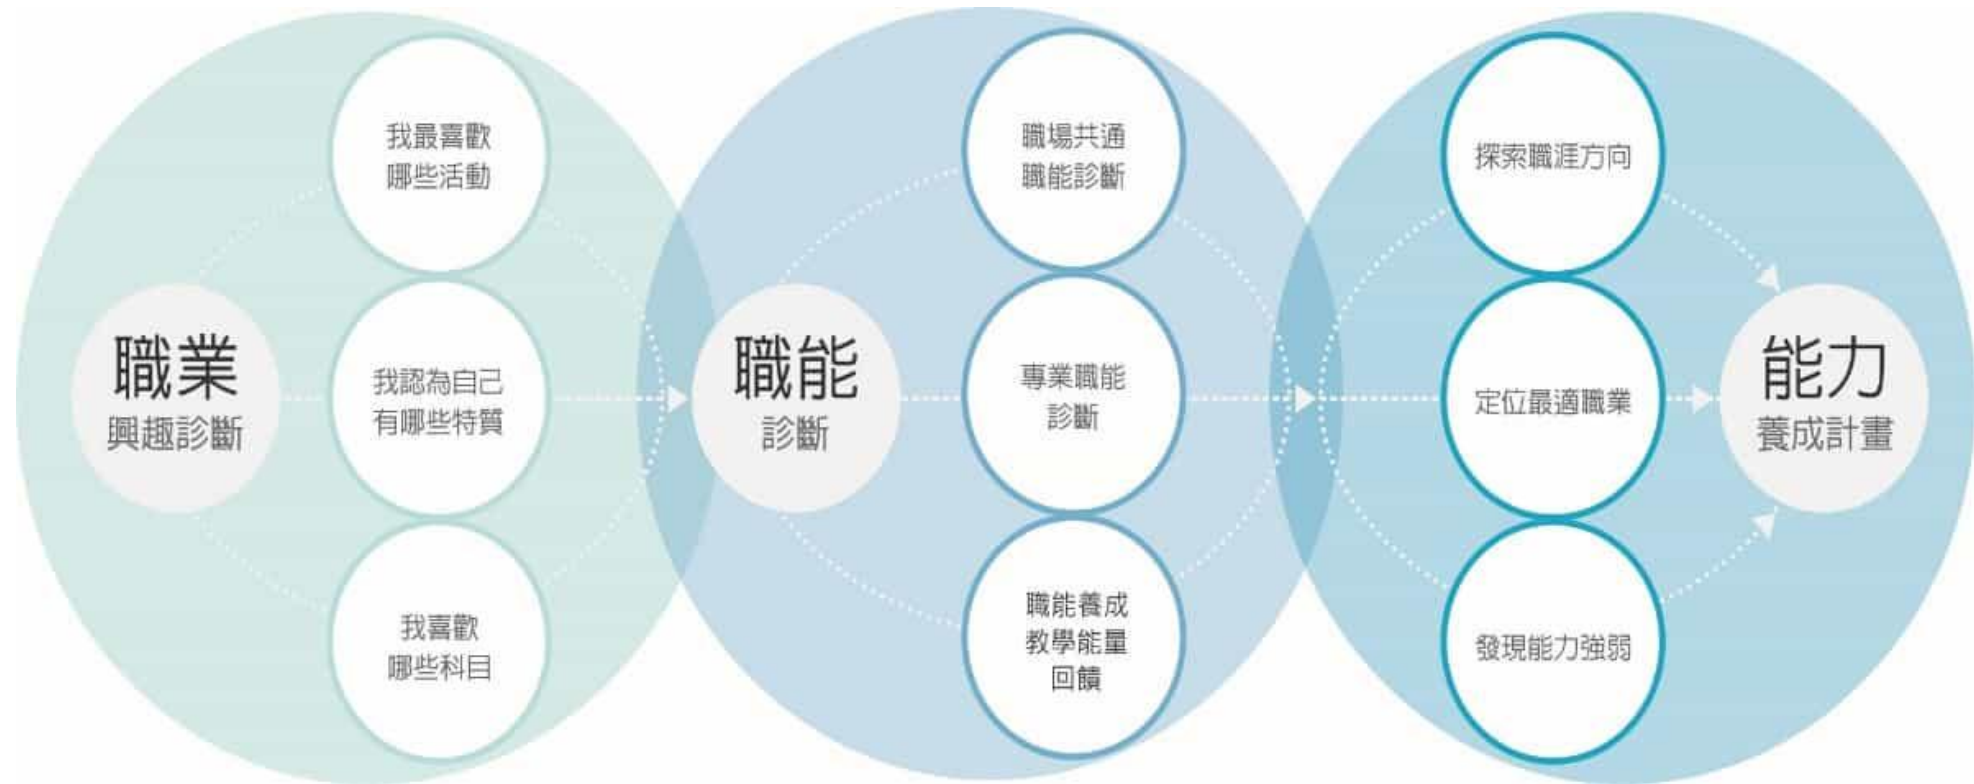 職業
興趣診斷
我最喜歡
哪些活動
我認為自己
有哪些特質
我喜歡
哪些科目
職能
診斷
職場共通
職能診斷
專業職能
診斷
職能養成
教學能量
回饋
探索職涯方向
定位最適職業
發現能力強弱
能力
養成計畫